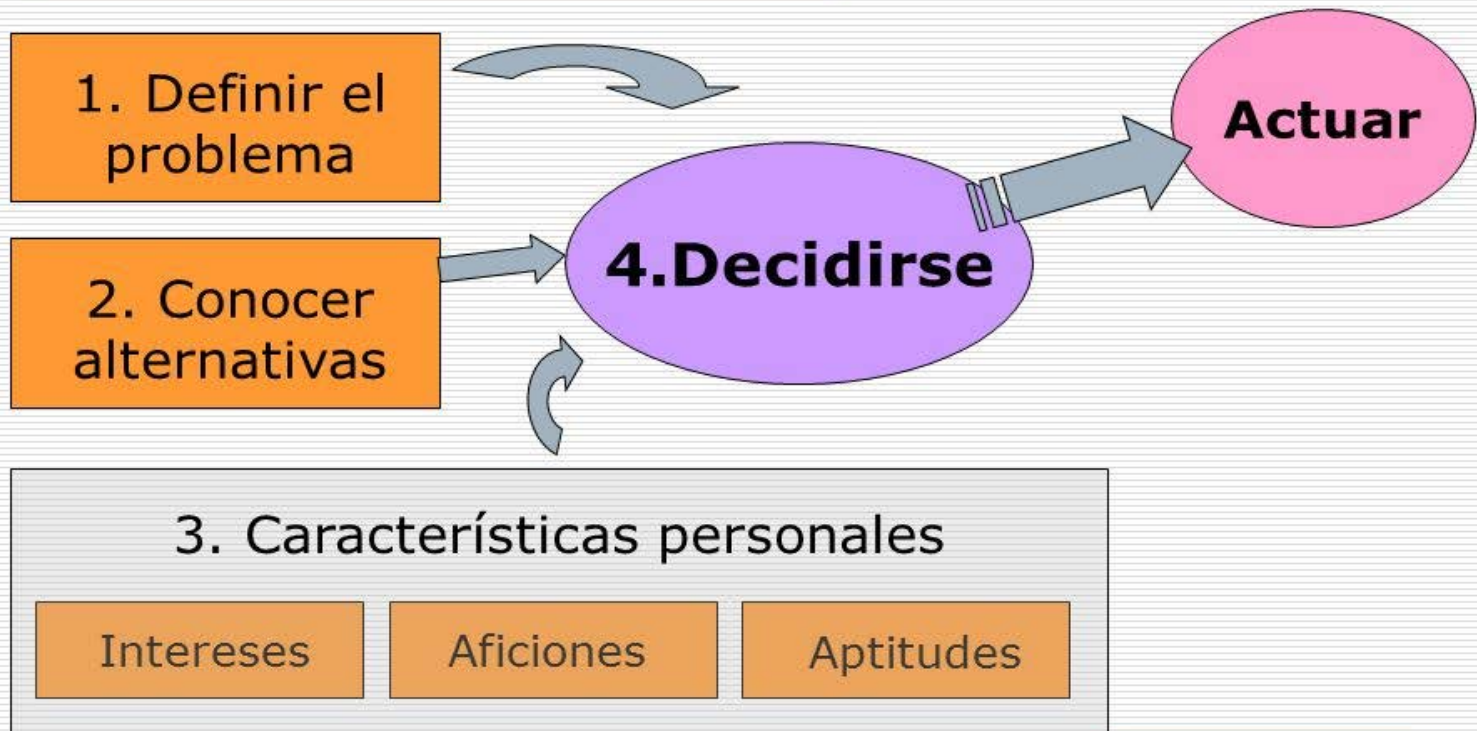 1. Definir el
problema
2. Conocer
alternativas
4.Decidirse
Actuar
3. Características personales
Intereses
Aficiones
Aptitudes